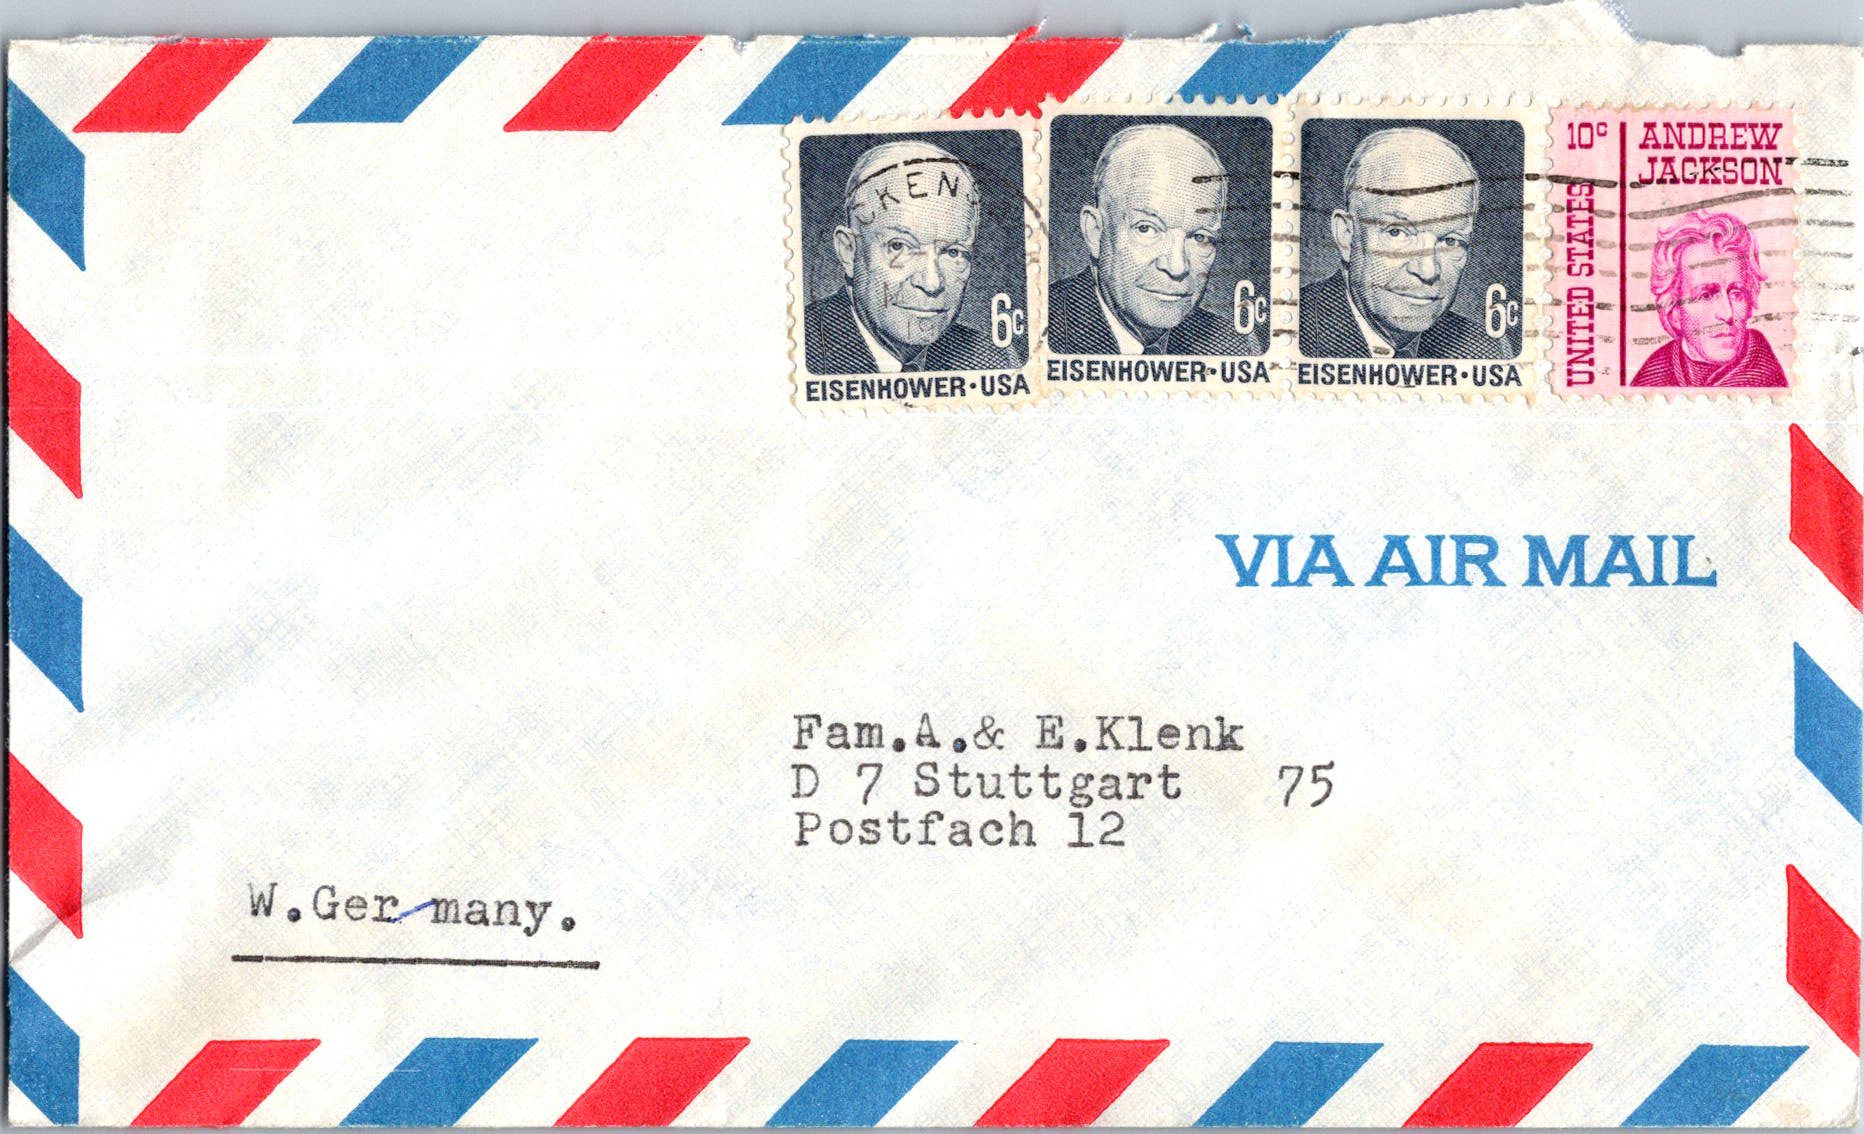 CKENS
6c
EISENHOWER·USA
6c
EISENHOWER·USA
6c
EISENHOWER·USA
10c
ANDREW
JACKSON
UNITED STATES
VIA AIR MAIL
Fam.A.& E.Klenk
D 7 Stuttgart 75
Postfach 12
W.Ger many.